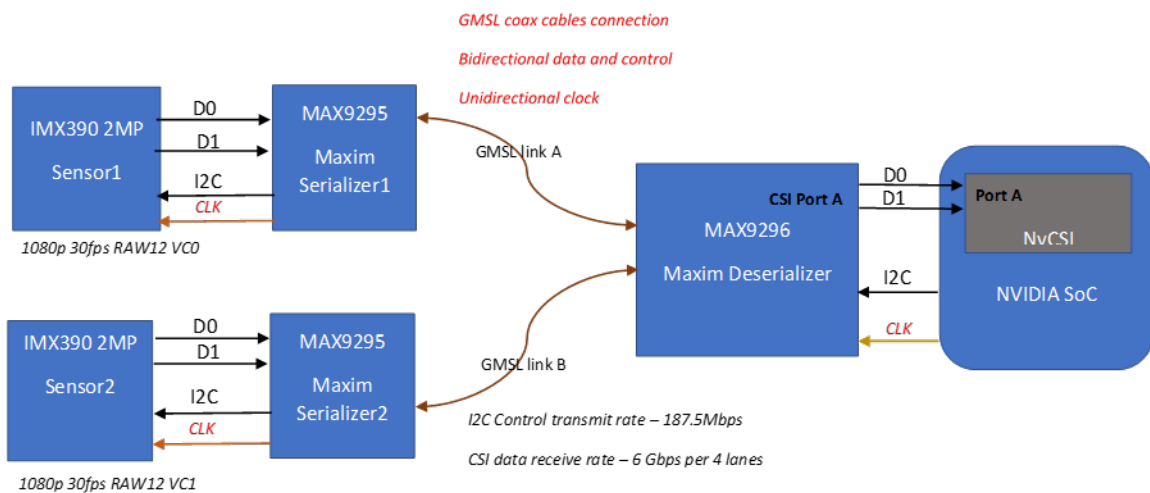 GMSL coax cables connection
Bidirectional data and control
Unidirectional clock
IMX390 2MP
Sensor1
D0
D1
I2C
CLK
MAX9295
Maxim
Serializer1
1080p 30fps RAW12 VC0
GMSL link A
CSI Port A
MAX9296
Maxim Deserializer
D0
D1
I2C
CLK
Port A
NvCSI
NVIDIA SoC
IMX390 2MP
Sensor2
D0
D1
I2C
CLK
MAX9295
Maxim
Serializer2
1080p 30fps RAW12 VC1
GMSL link B
I2C Control transmit rate – 187.5Mbps
CSI data receive rate – 6 Gbps per 4 lanes